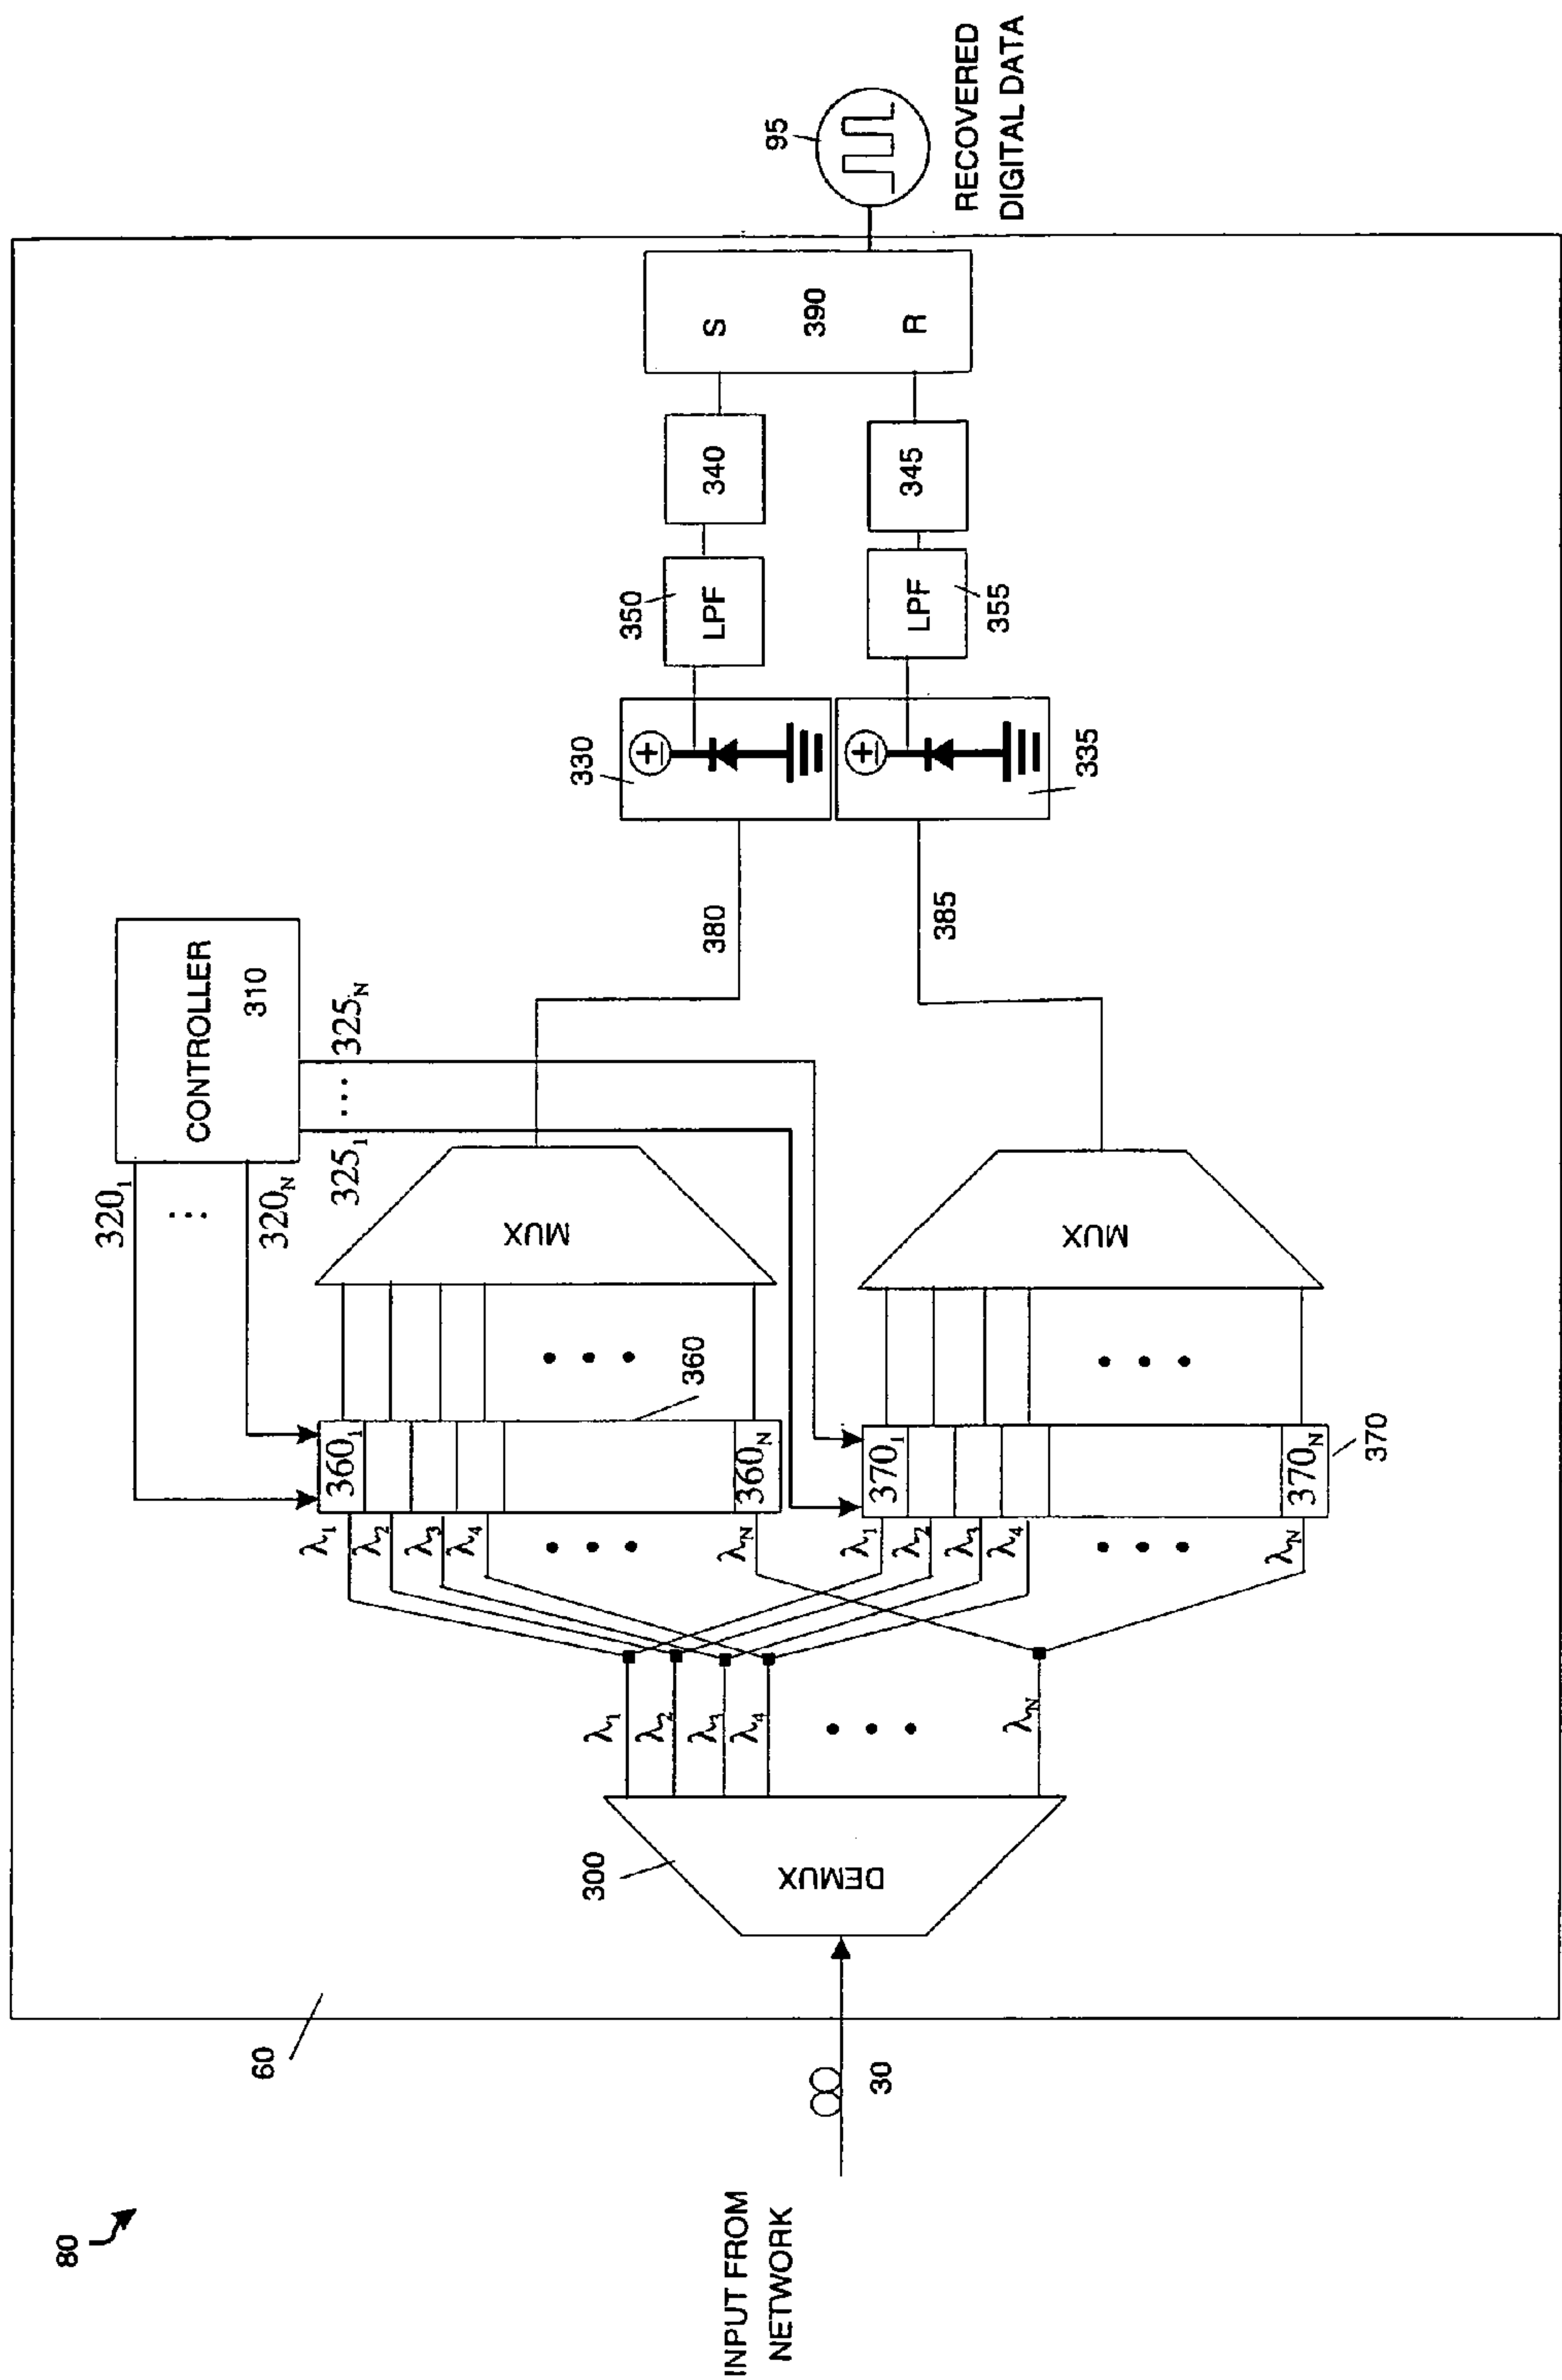 80
60
INPUT FROM
NETWORK
30
300
DEMUX
λ1
λ2
λ3
λ4
λN
λ1
λ2
λ3
λ4
λN
λ1
λ2
λ3
λ4
λN
360₁
360N
360
370₁
370N
370
320₁
320N
CONTROLLER
310
325₁
325N
MUX
MUX
380
385
330
335
350
LPF
LPF
355
340
345
S
390
R
95
RECOVERED
DIGITAL DATA